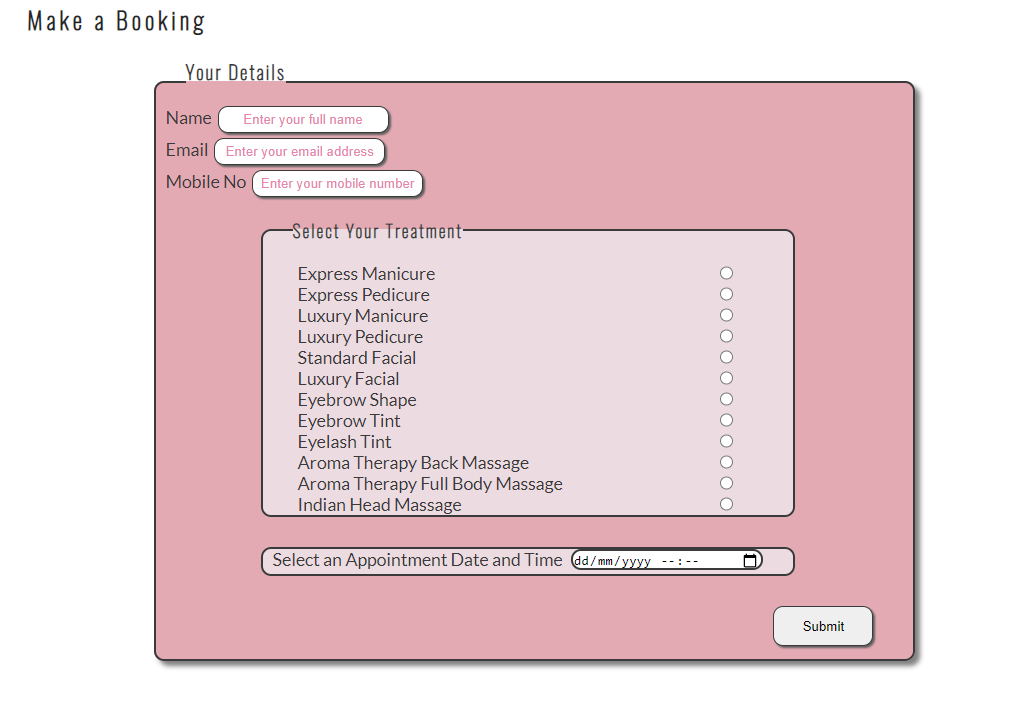 Make a Booking
Your Details
Name Enter your full name
Email Enter your email address
Mobile No Enter your mobile number
Select Your Treatment
Express Manicure
Express Pedicure
Luxury Manicure
Luxury Pedicure
Standard Facial
Luxury Facial
Eyebrow Shape
Eyebrow Tint
Eyelash Tint
Aroma Therapy Back Massage
Aroma Therapy Full Body Massage
Indian Head Massage
Select an Appointment Date and Time dd/mm/yyyy --:--
Submit